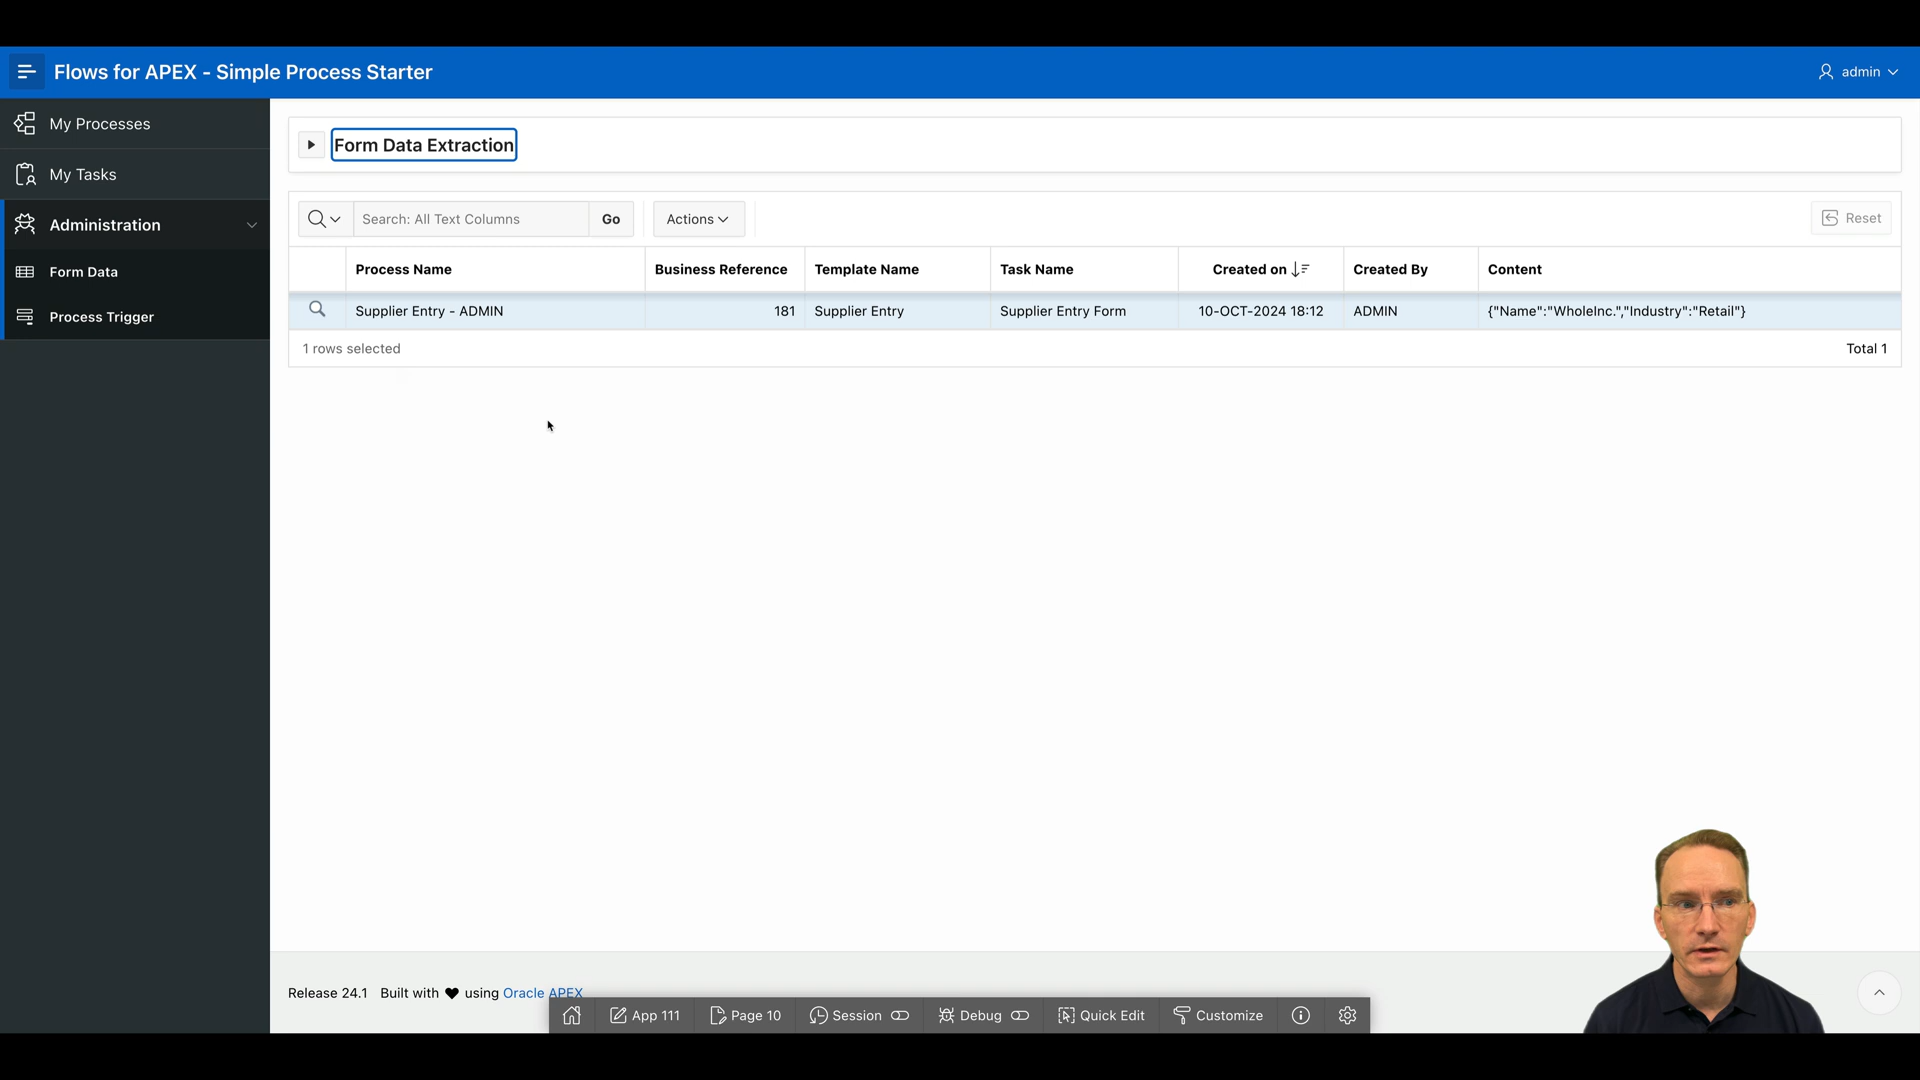 Flows for APEX - Simple Process Starter
admin
My Processes
My Tasks
Administration
Form Data
Process Trigger
Form Data Extraction
Search: All Text Columns
Go
Actions
Reset
Process Name Business Reference Template Name Task Name Created on Created By Content
Supplier Entry - ADMIN 181 Supplier Entry Supplier Entry Form 10-OCT-2024 18:12 ADMIN {"Name":"WholeInc.","Industry":"Retail"}
1 rows selected Total 1
Release 24.1 Built with ♥ using Oracle APEX
App 111 Page 10 Session Debug Quick Edit Customize